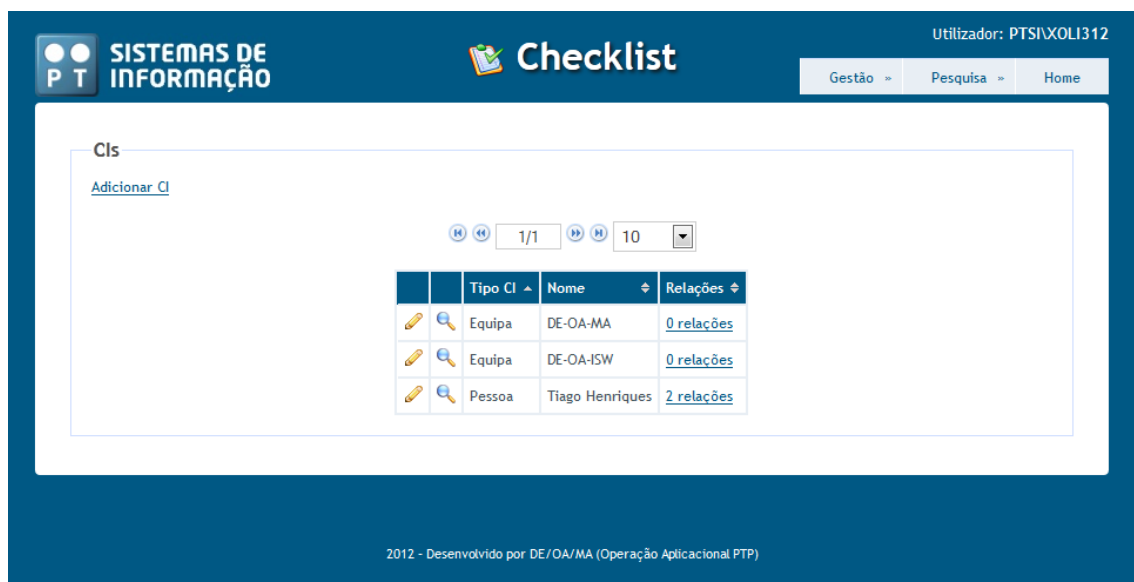 Utilizador: PTSI\XOLI312
PT SISTEMAS DE
INFORMAÇÃO
Checklist
Gestão » Pesquisa » Home
CIs
Adicionar CI
1/1 10
Tipo CI Nome Relações
Equipa DE-OA-MA 0 relações
Equipa DE-OA-ISW 0 relações
Pessoa Tiago Henriques 2 relações
2012 - Desenvolvido por DE/OA/MA (Operação Aplicacional PTP)